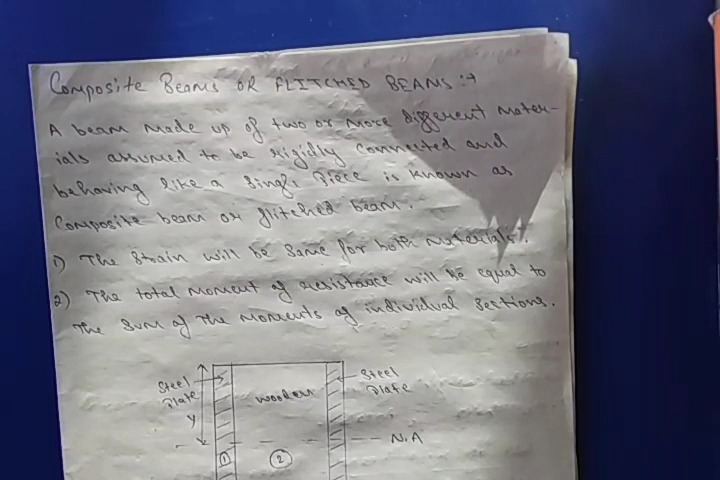 Composite Beams OR FLITCHED BEAMS :→
A beam made up of two or more different mater-
ials assumed to be rigidly connected and
behaving like a single piece is known as
Composite beam or flitched beam.
1) The strain will be same for both materials.
2) The total moment of resistance will be equal to
The sum of the moments of individual sections.
Steel
Plate
y
wooden
Steel
Plate
N.A
1
2